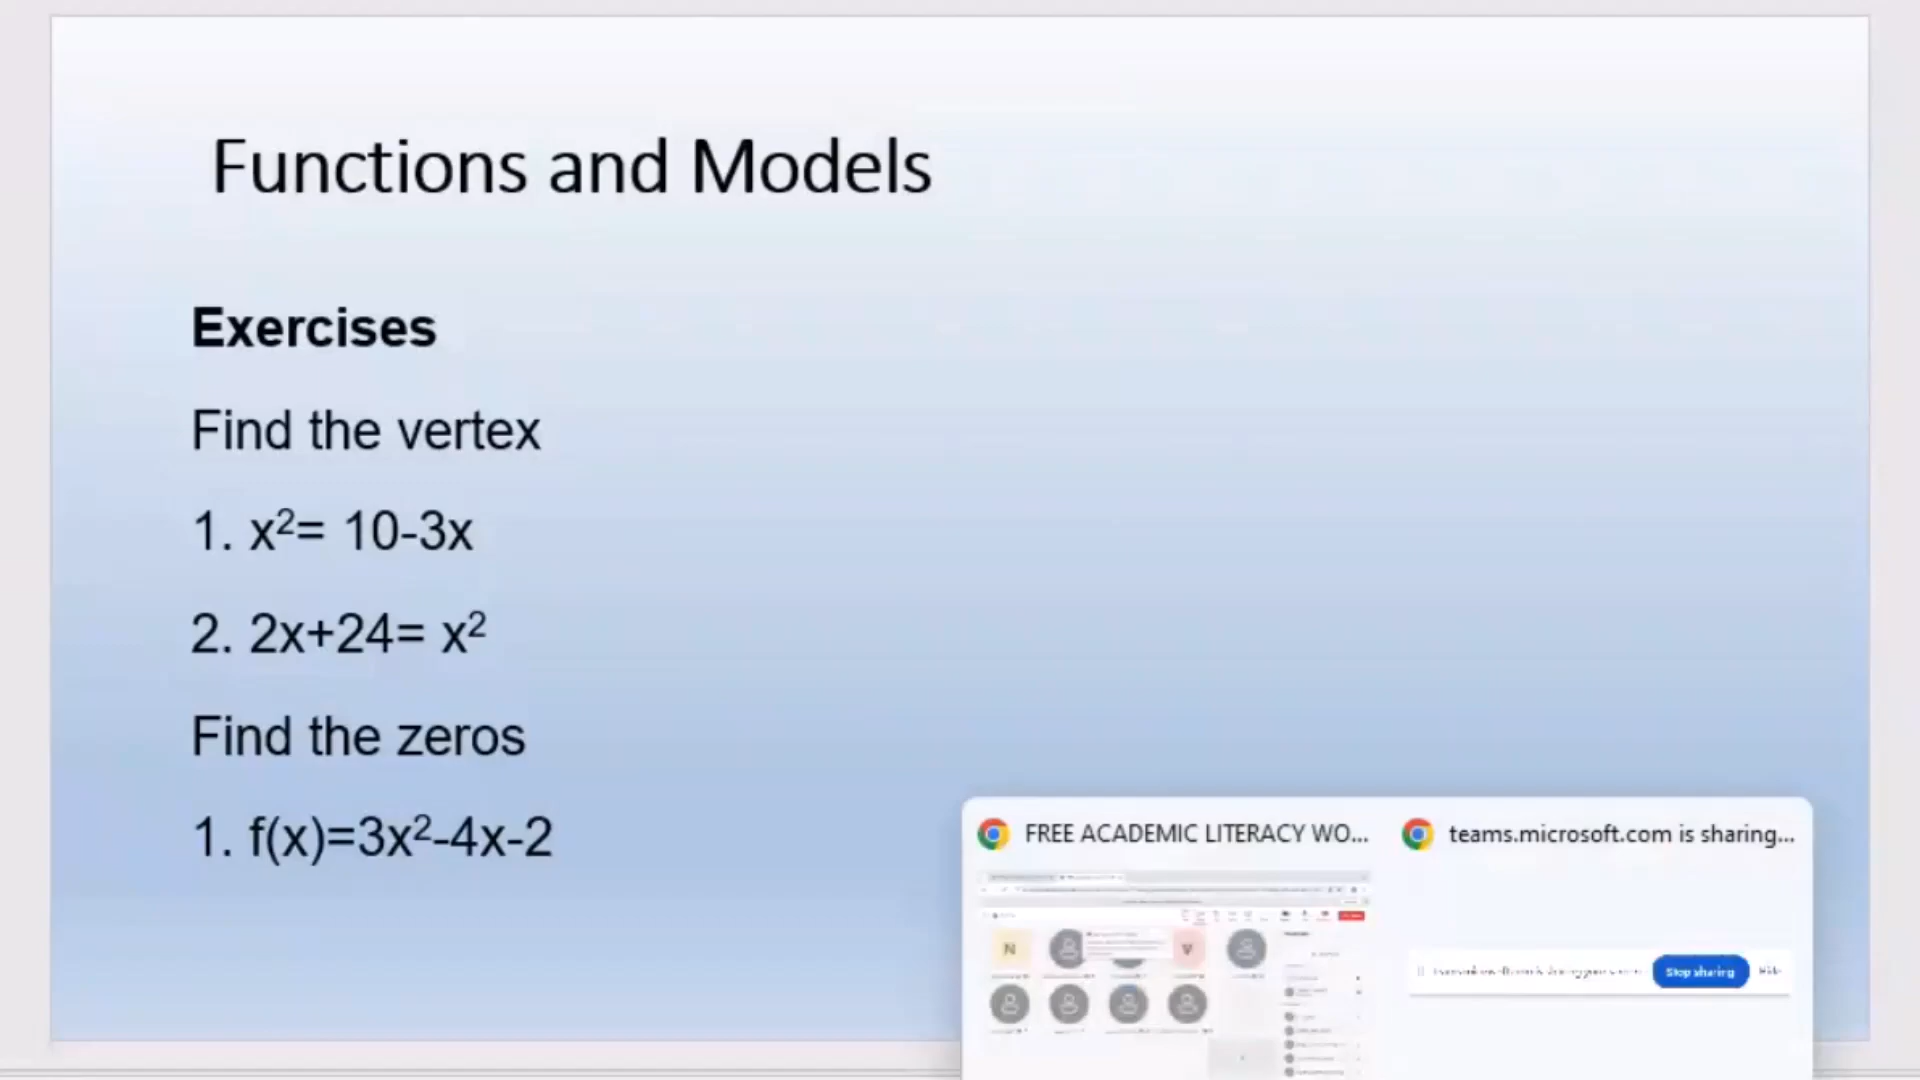 Functions and Models
Exercises
Find the vertex
1. x²= 10-3x
2. 2x+24= x²
Find the zeros
1. f(x)=3x²-4x-2
FREE ACADEMIC LITERACY WO...
teams.microsoft.com is sharing...
N
V
Stop sharing
Hide